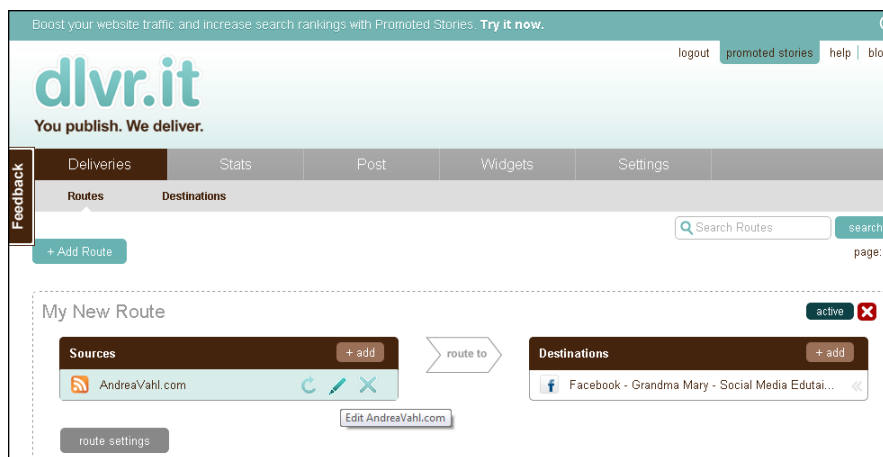 Boost your website traffic and increase search rankings with Promoted Stories. Try it now.
logout promoted stories help blo
dlvr.it
You publish. We deliver.
Feedback
Deliveries Stats Post Widgets Settings
Routes Destinations
Search Routes search
+ Add Route page:
My New Route active
Sources + add route to Destinations + add
AndreaVahl.com Facebook - Grandma Mary - Social Media Edutai...
Edit AndreaVahl.com
route settings